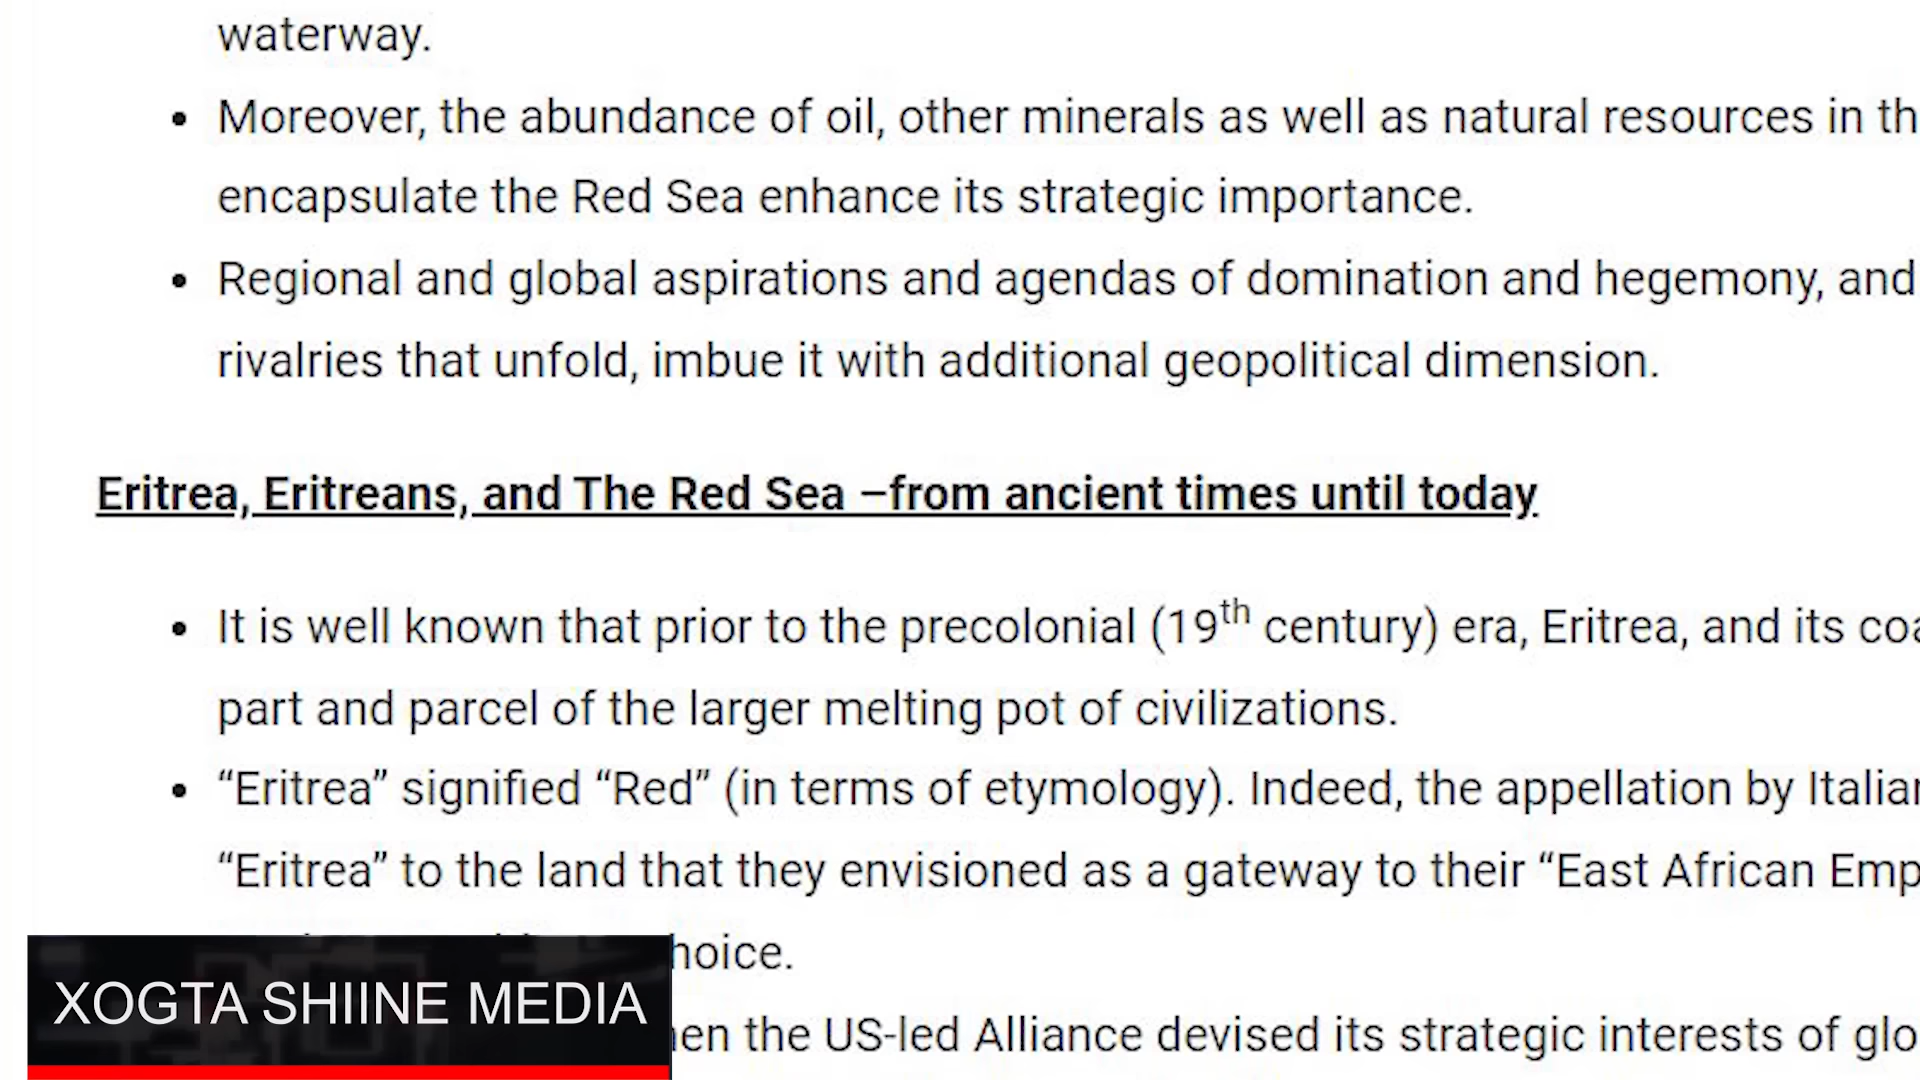 waterway.
• Moreover, the abundance of oil, other minerals as well as natural resources in th
encapsulate the Red Sea enhance its strategic importance.
• Regional and global aspirations and agendas of domination and hegemony, and
rivalries that unfold, imbue it with additional geopolitical dimension.
Eritrea, Eritreans, and The Red Sea –from ancient times until today
• It is well known that prior to the precolonial (19th century) era, Eritrea, and its coa
part and parcel of the larger melting pot of civilizations.
• “Eritrea” signified “Red” (in terms of etymology). Indeed, the appellation by Italian
“Eritrea” to the land that they envisioned as a gateway to their “East African Emp
hoice.
en the US-led Alliance devised its strategic interests of glo
XOGTA SHIINE MEDIA